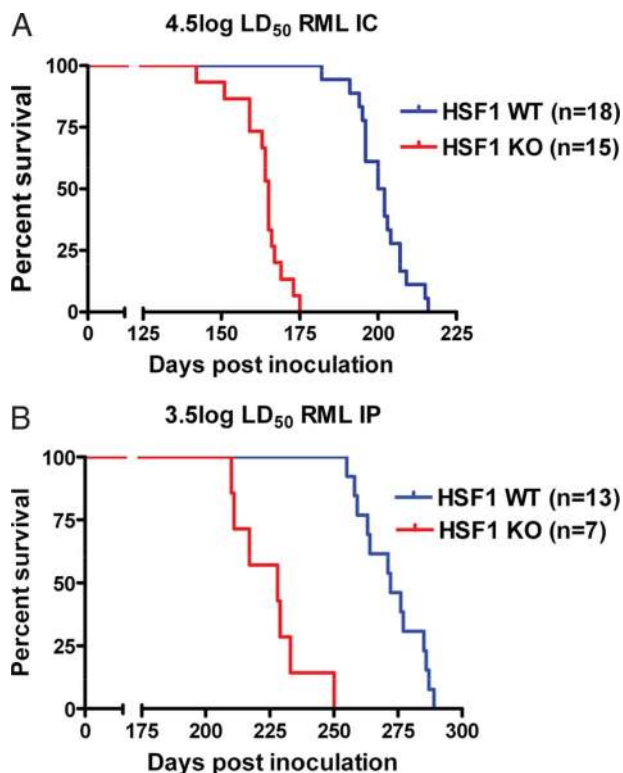 A
4.5log LD50 RML IC
Percent survival
100
75
50
25
0
HSF1 WT (n=18)
HSF1 KO (n=15)
0 125 150 175 200 225
Days post inoculation
B
3.5log LD50 RML IP
Percent survival
100
75
50
25
0
HSF1 WT (n=13)
HSF1 KO (n=7)
0 175 200 225 250 275 300
Days post inoculation